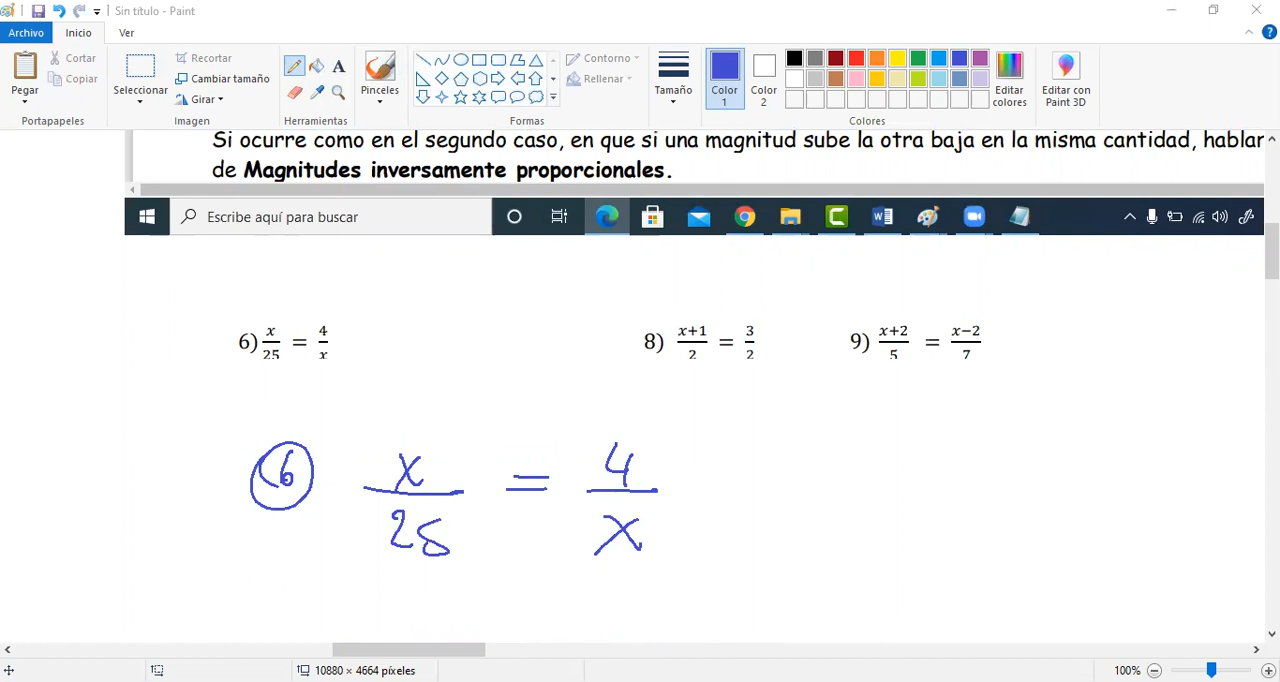 Sin título - Paint
Archivo Inicio Ver
Pegar Cortar Copiar
Seleccionar Recortar Cambiar tamaño Girar
A
Pinceles
Contorno Rellenar
Tamaño
Color 1
Color 2
Editar colores
Editar con Paint 3D
Portapapeles Imagen Herramientas Formas Colores
Si ocurre como en el segundo caso, en que si una magnitud sube la otra baja en la misma cantidad, hablar
de Magnitudes inversamente proporcionales.
Escribe aquí para buscar
6) x/25 = 4/x 8) x+1/2 = 3/2 9) x+2/5 = x−2/7
6 x/25 = 4/x
10880 × 4664 píxeles 100%